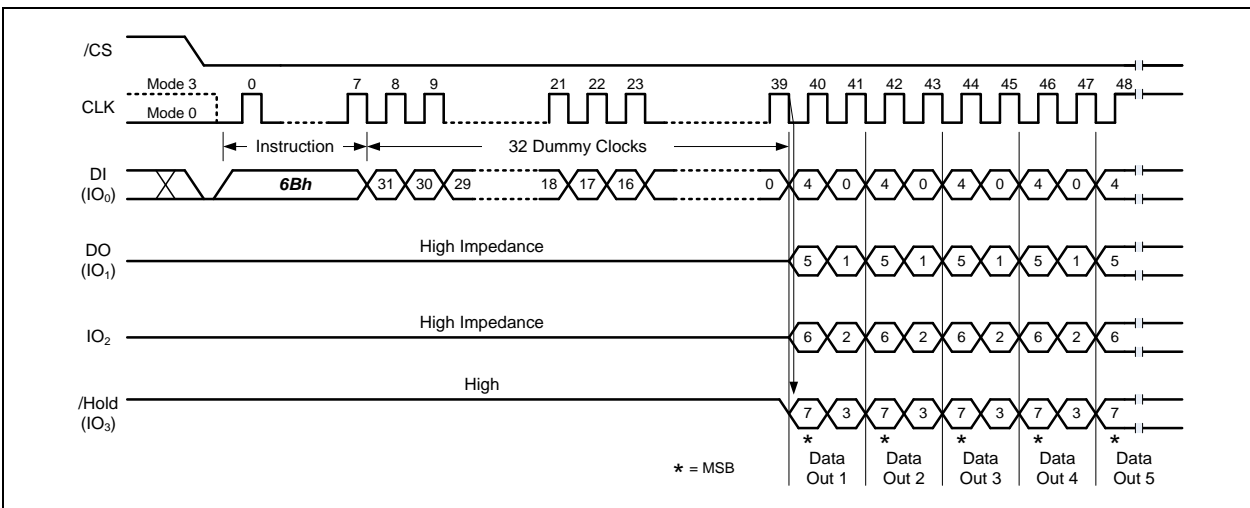 /CS
Mode 3 0 7 8 9 21 22 23 39 40 41 42 43 44 45 46 47 48
CLK
Mode 0
Instruction 32 Dummy Clocks
DI
(IO0)
6Bh 31 30 29 18 17 16 0 4 0 4 0 4 0 4 0 4
High Impedance
DO
(IO1)
5 1 5 1 5 1 5 1 5
High Impedance
IO2
6 2 6 2 6 2 6 2 6
High
/Hold
(IO3)
7 3 7 3 7 3 7 3 7
* * * * *
* = MSB
Data Data Data Data Data
Out 1 Out 2 Out 3 Out 4 Out 5